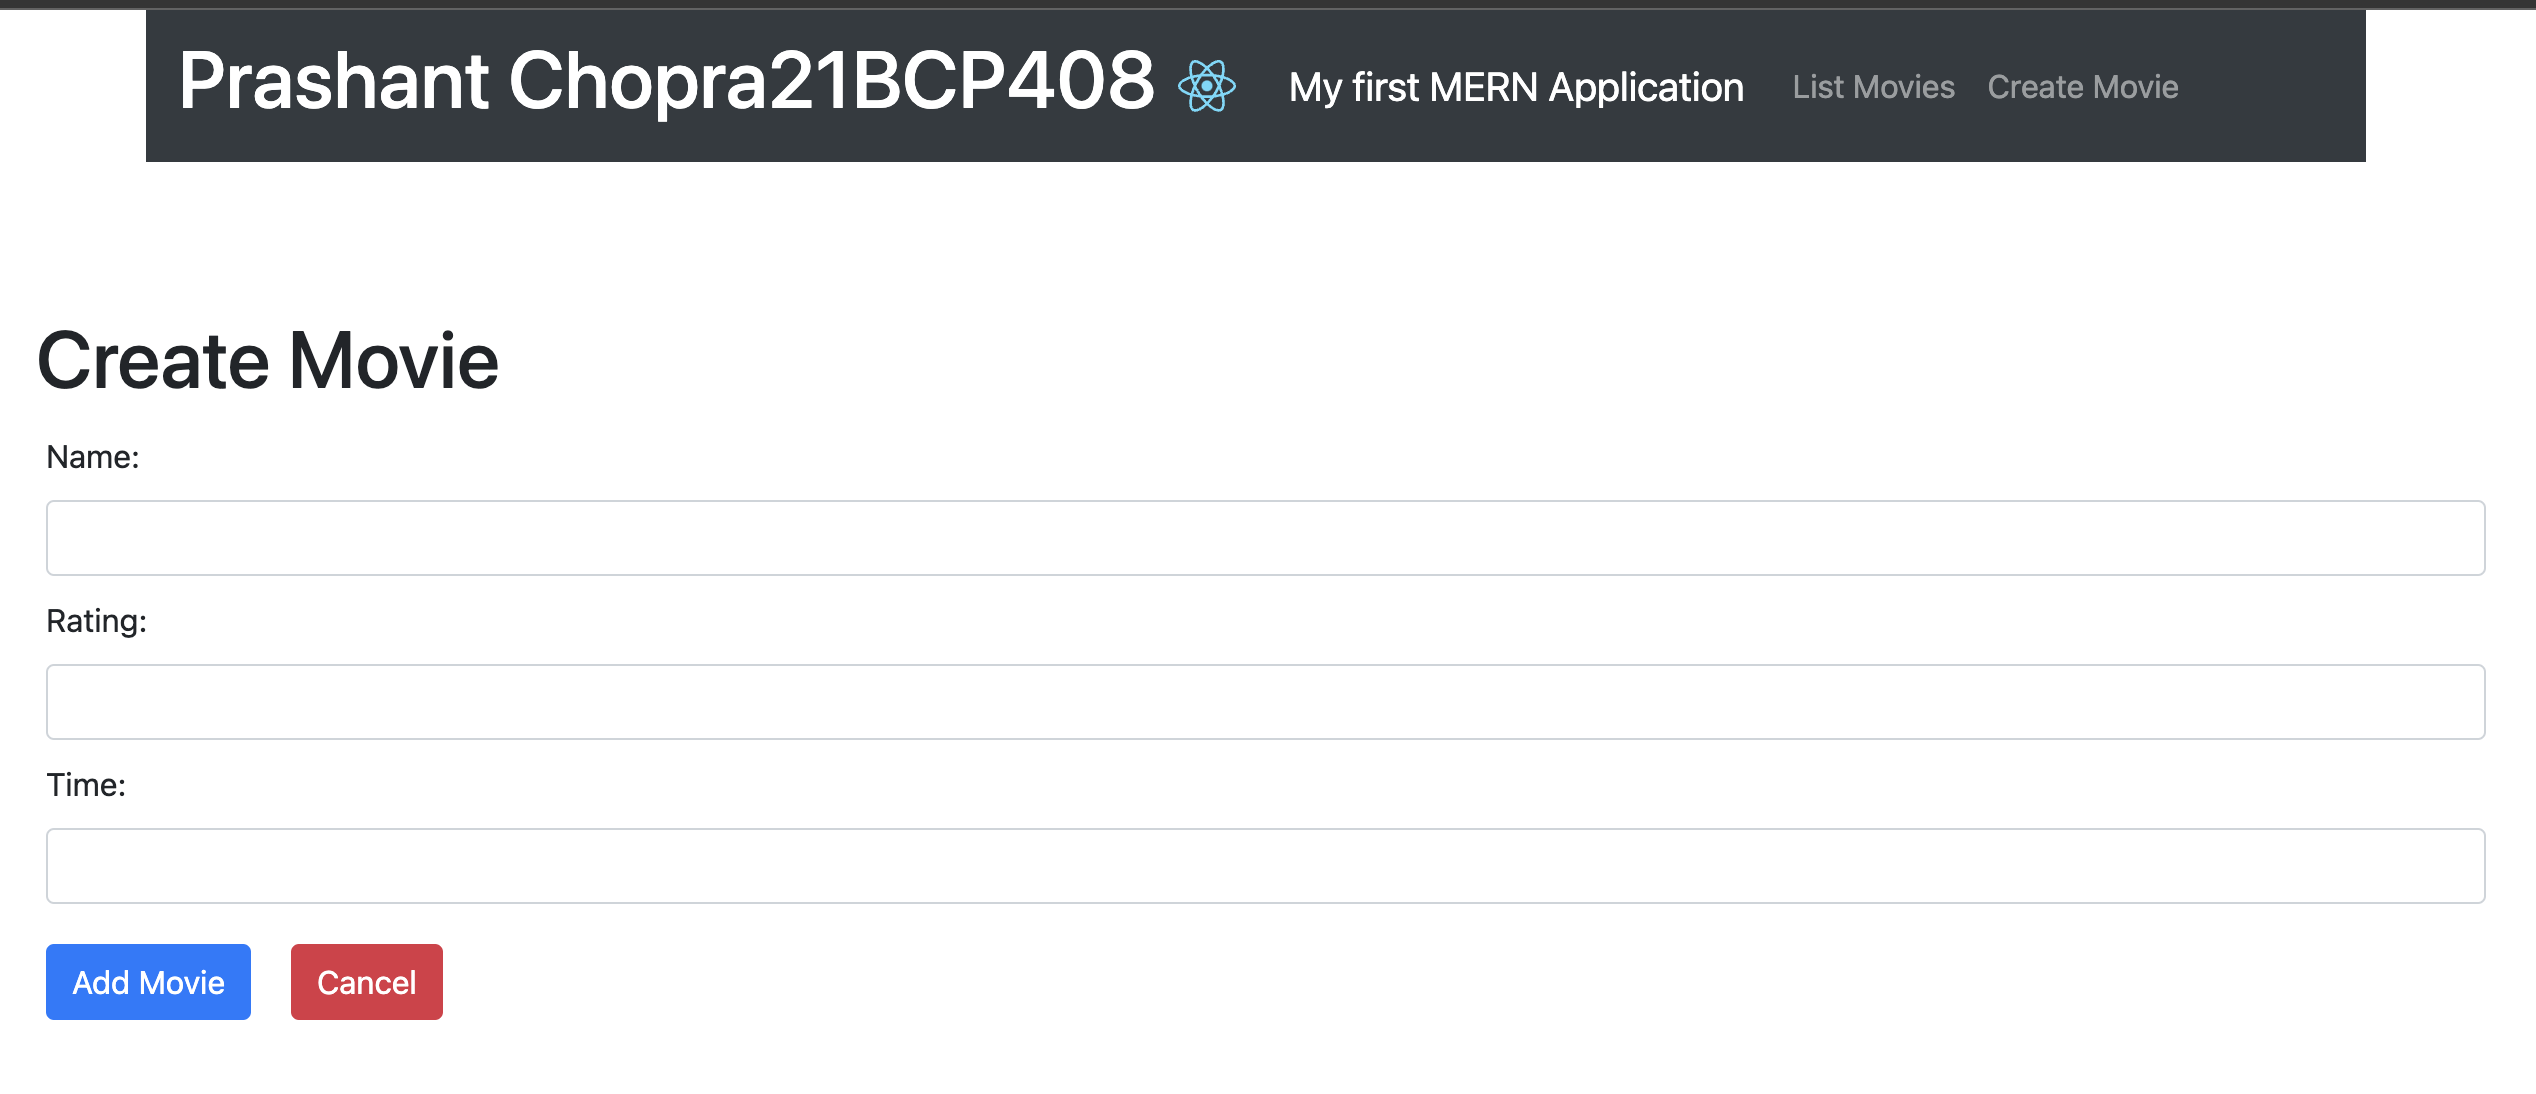 Prashant Chopra21BCP408 My first MERN Application List Movies Create Movie
Create Movie
Name:
Rating:
Time:
Add Movie Cancel